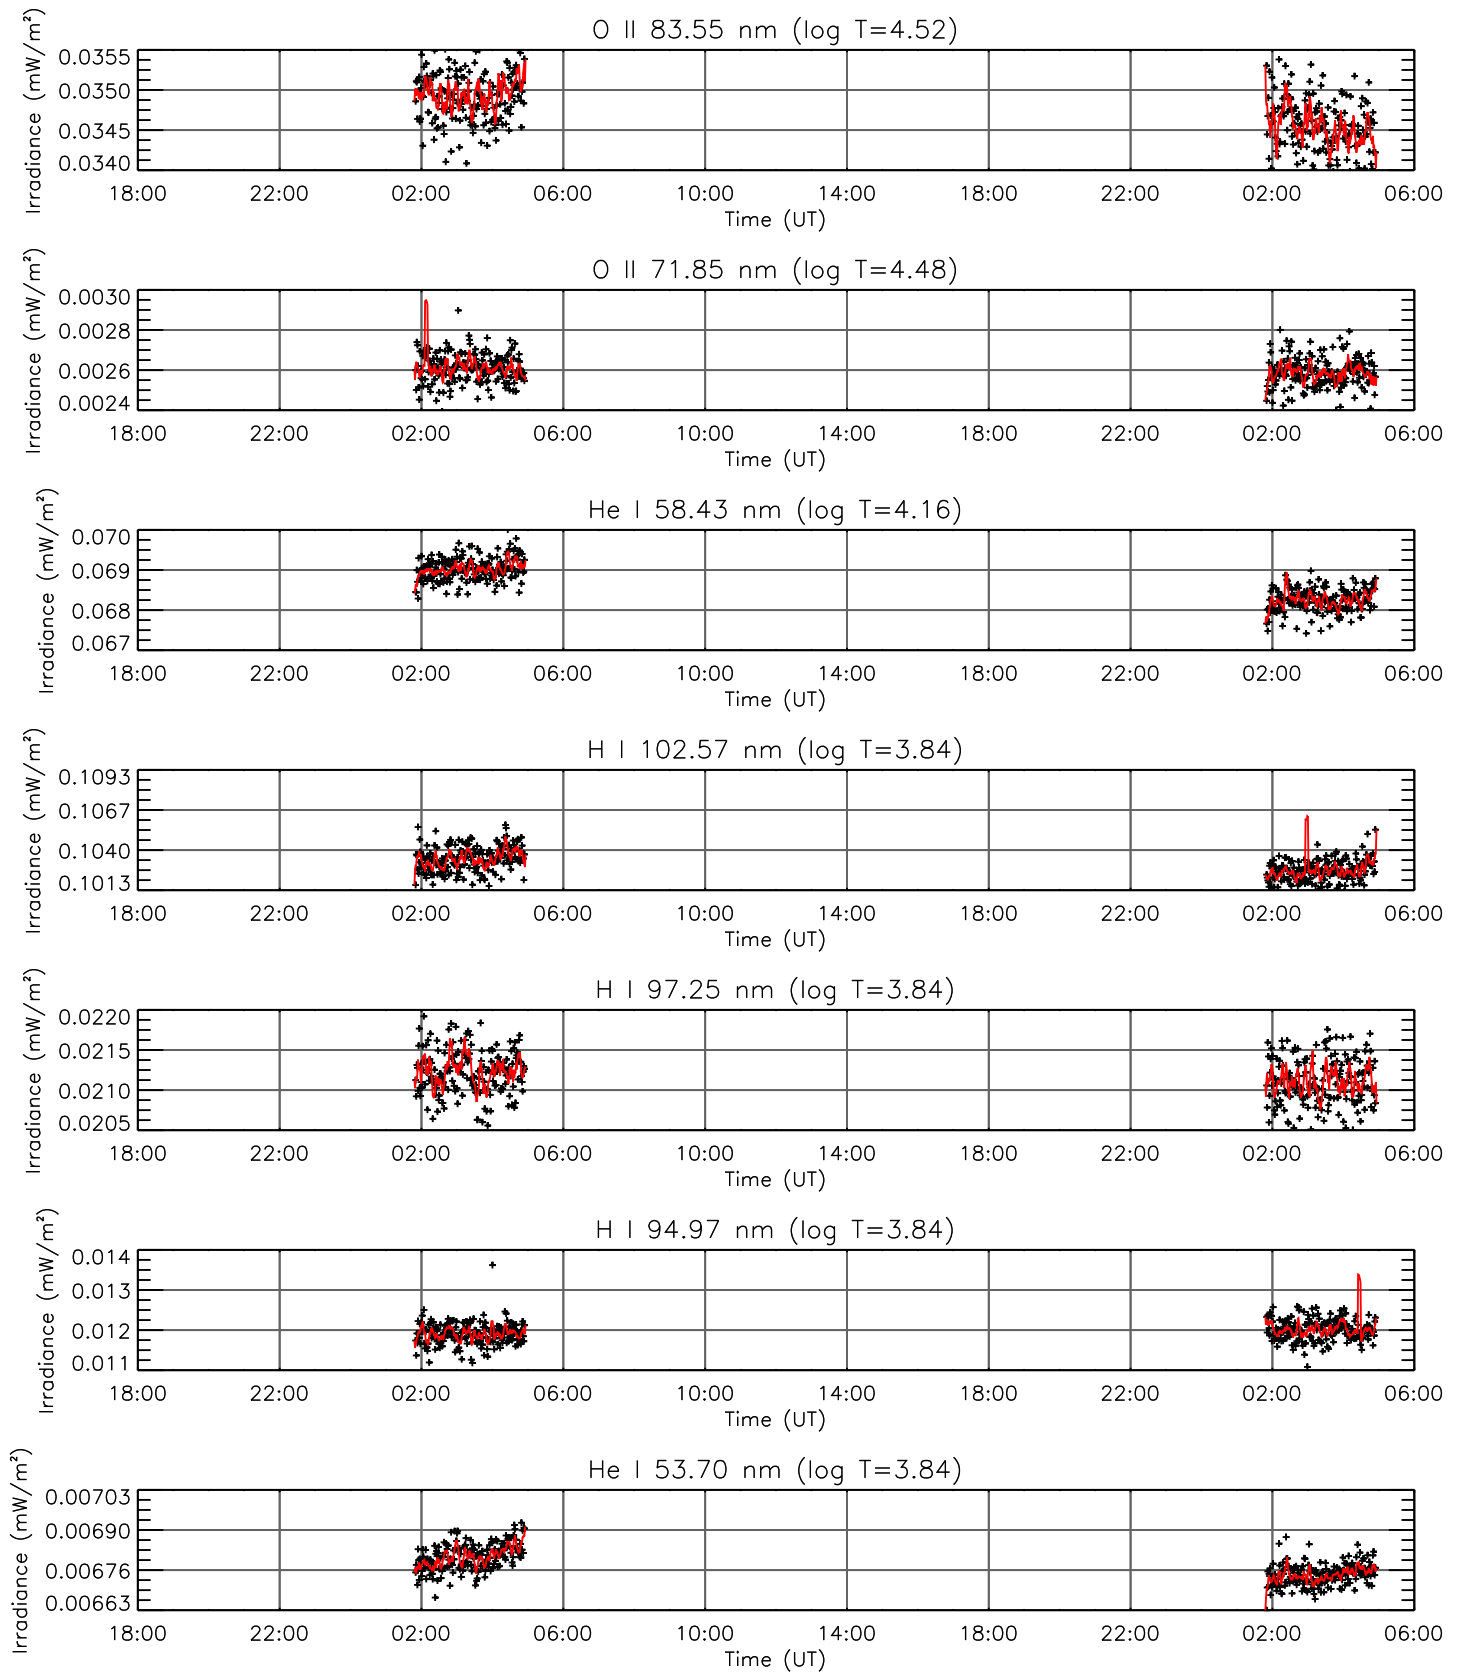 O II 83.55 nm (log T=4.52)
Irradiance (mW/m²)
0.0355
0.0350
0.0345
0.0340
18:00 22:00 02:00 06:00 10:00 14:00 18:00 22:00 02:00 06:00
Time (UT)
O II 71.85 nm (log T=4.48)
Irradiance (mW/m²)
0.0030
0.0028
0.0026
0.0024
18:00 22:00 02:00 06:00 10:00 14:00 18:00 22:00 02:00 06:00
Time (UT)
He I 58.43 nm (log T=4.16)
Irradiance (mW/m²)
0.070
0.069
0.068
0.067
18:00 22:00 02:00 06:00 10:00 14:00 18:00 22:00 02:00 06:00
Time (UT)
H I 102.57 nm (log T=3.84)
Irradiance (mW/m²)
0.1093
0.1067
0.1040
0.1013
18:00 22:00 02:00 06:00 10:00 14:00 18:00 22:00 02:00 06:00
Time (UT)
H I 97.25 nm (log T=3.84)
Irradiance (mW/m²)
0.0220
0.0215
0.0210
0.0205
18:00 22:00 02:00 06:00 10:00 14:00 18:00 22:00 02:00 06:00
Time (UT)
H I 94.97 nm (log T=3.84)
Irradiance (mW/m²)
0.014
0.013
0.012
0.011
18:00 22:00 02:00 06:00 10:00 14:00 18:00 22:00 02:00 06:00
Time (UT)
He I 53.70 nm (log T=3.84)
Irradiance (mW/m²)
0.00703
0.00690
0.00676
0.00663
18:00 22:00 02:00 06:00 10:00 14:00 18:00 22:00 02:00 06:00
Time (UT)